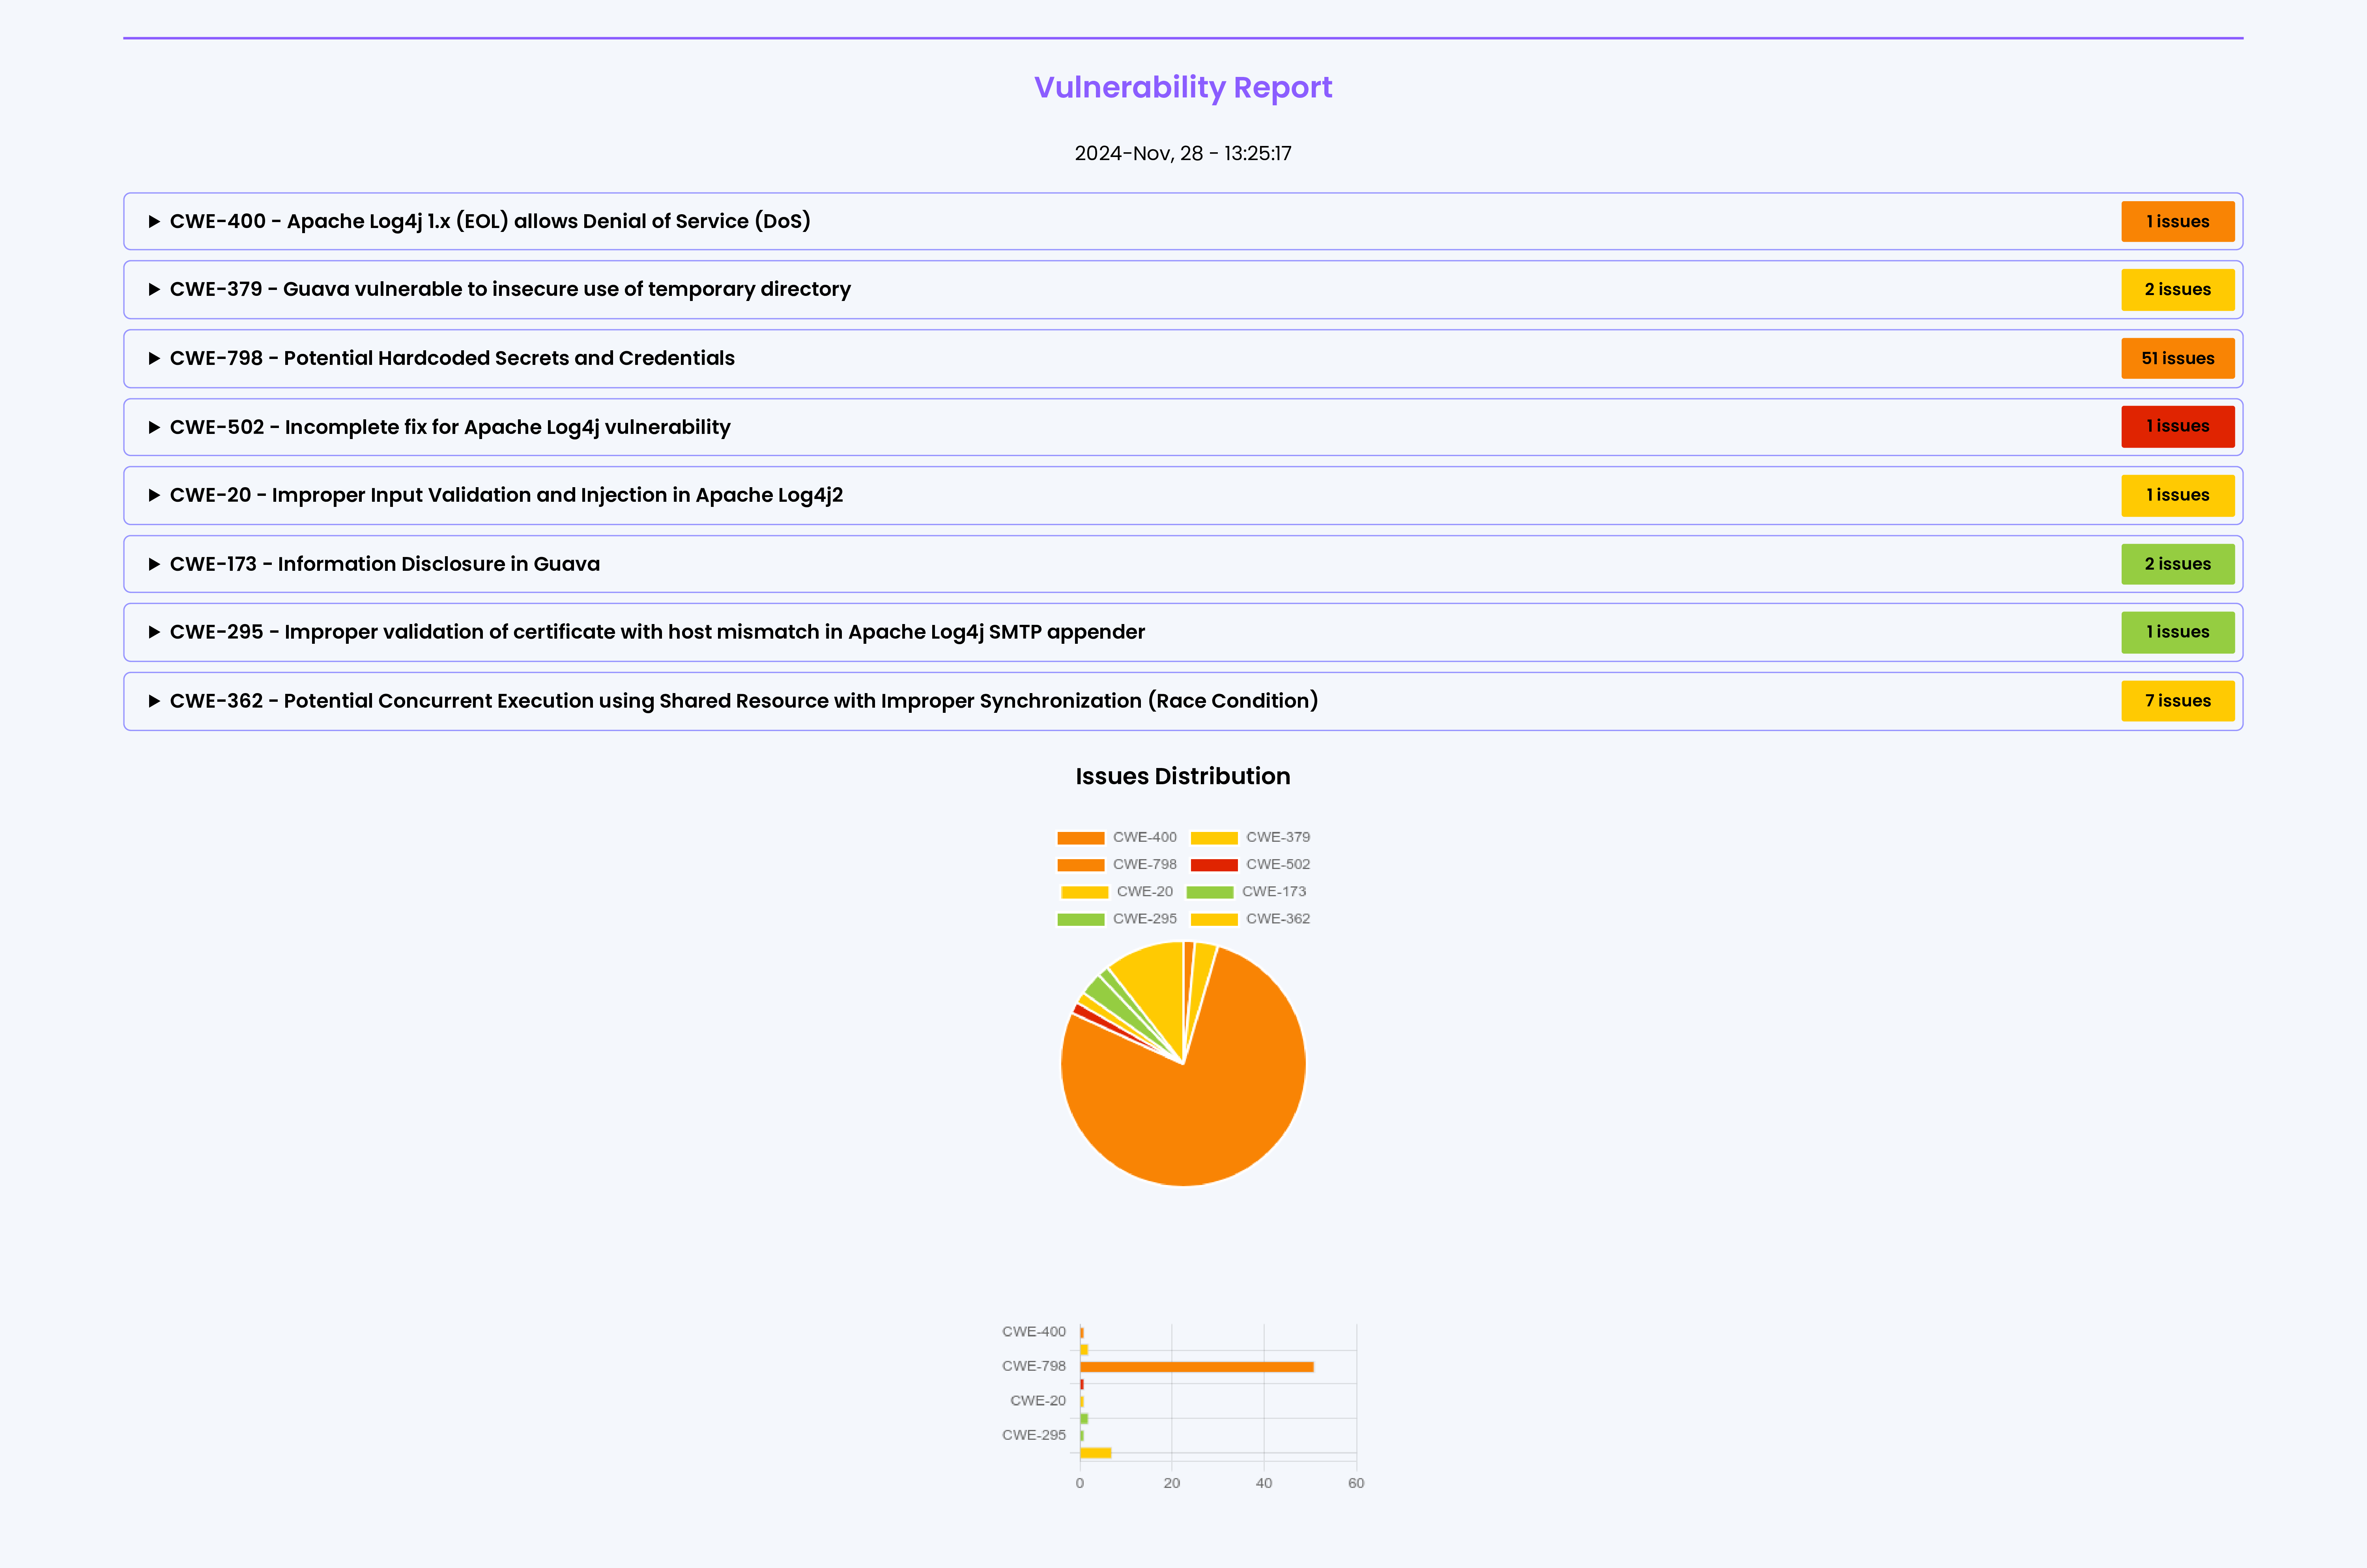 Vulnerability Report
2024-Nov, 28 - 13:25:17
CWE-400 - Apache Log4j 1.x (EOL) allows Denial of Service (DoS)
1 issues
CWE-379 - Guava vulnerable to insecure use of temporary directory
2 issues
CWE-798 - Potential Hardcoded Secrets and Credentials
51 issues
CWE-502 - Incomplete fix for Apache Log4j vulnerability
1 issues
CWE-20 - Improper Input Validation and Injection in Apache Log4j2
1 issues
CWE-173 - Information Disclosure in Guava
2 issues
CWE-295 - Improper validation of certificate with host mismatch in Apache Log4j SMTP appender
1 issues
CWE-362 - Potential Concurrent Execution using Shared Resource with Improper Synchronization (Race Condition)
7 issues
Issues Distribution
CWE-400 CWE-379
CWE-798 CWE-502
CWE-20 CWE-173
CWE-295 CWE-362
CWE-400
CWE-798
CWE-20
CWE-295
0 20 40 60